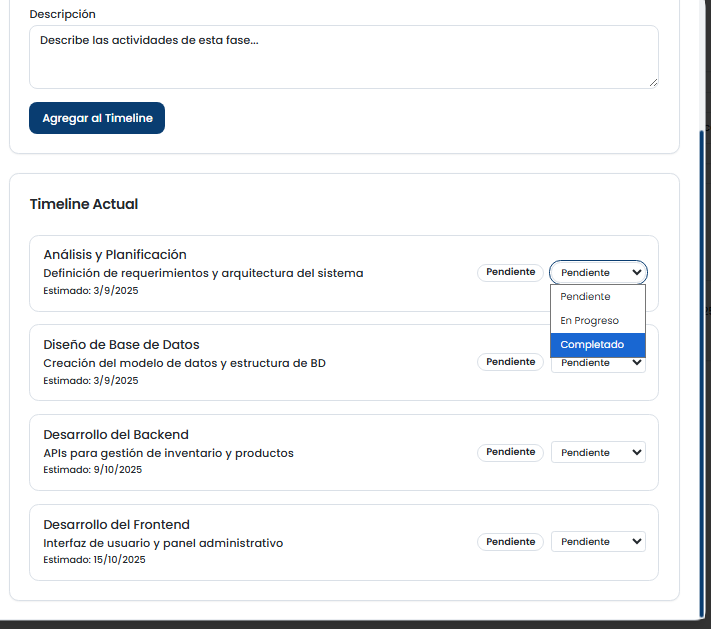 Descripción
Describe las actividades de esta fase...
Agregar al Timeline
Timeline Actual
Análisis y Planificación
Definición de requerimientos y arquitectura del sistema
Estimado: 3/9/2025
Pendiente
Pendiente
Pendiente
En Progreso
Completado
Diseño de Base de Datos
Creación del modelo de datos y estructura de BD
Estimado: 3/9/2025
Pendiente
Pendiente
Desarrollo del Backend
APIs para gestión de inventario y productos
Estimado: 9/10/2025
Pendiente
Pendiente
Desarrollo del Frontend
Interfaz de usuario y panel administrativo
Estimado: 15/10/2025
Pendiente
Pendiente